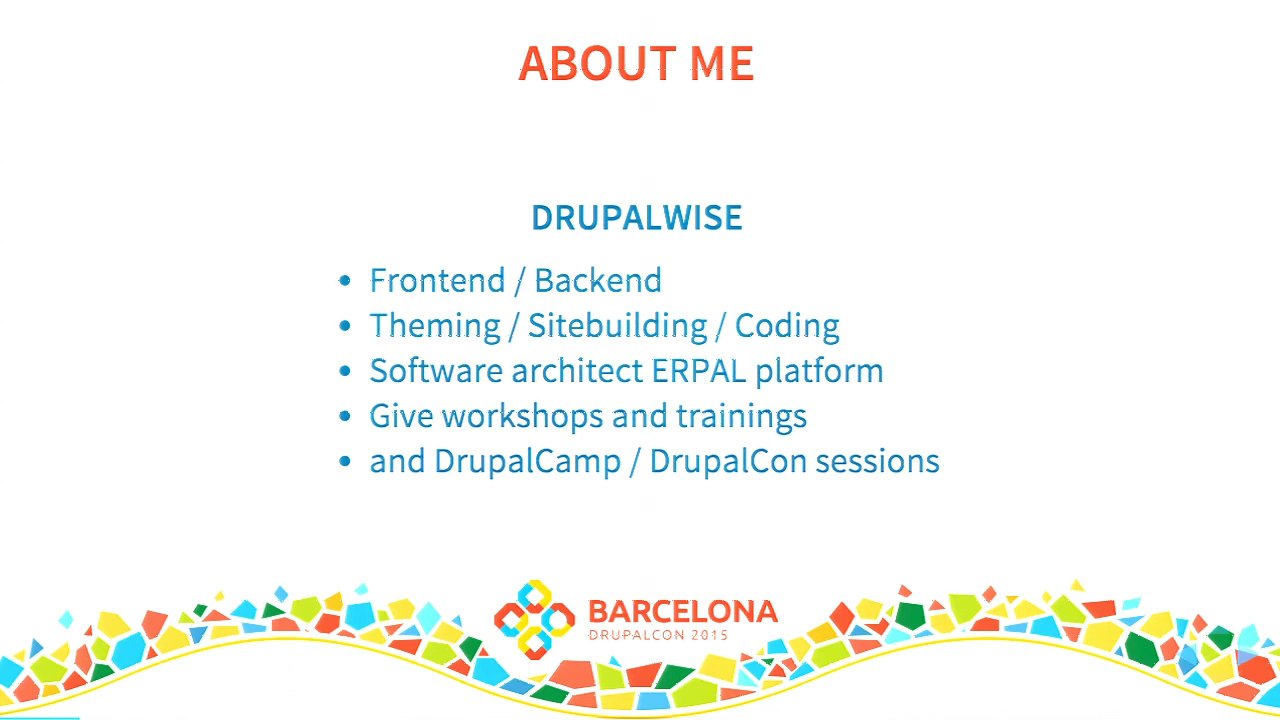 ABOUT ME
DRUPALWISE
• Frontend / Backend
• Theming / Sitebuilding / Coding
• Software architect ERPAL platform
• Give workshops and trainings
• and DrupalCamp / DrupalCon sessions
BARCELONA
DRUPALCON 2015